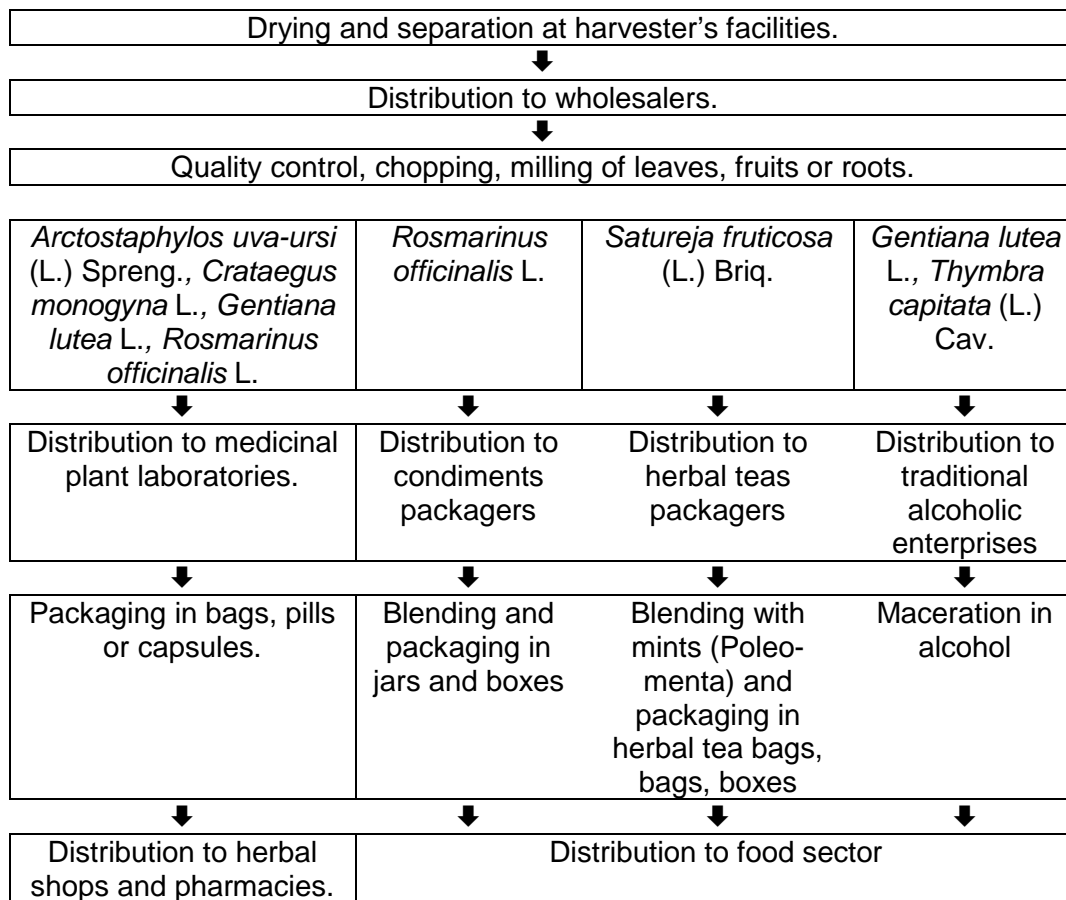 Drying and separation at harvester’s facilities.
Distribution to wholesalers.
Quality control, chopping, milling of leaves, fruits or roots.
Arctostaphylos uva-ursi
(L.) Spreng., Crataegus
monogyna L., Gentiana
lutea L., Rosmarinus
officinalis L.
Rosmarinus
officinalis L.
Satureja fruticosa
(L.) Briq.
Gentiana lutea
L., Thymbra
capitata (L.)
Cav.
Distribution to medicinal
plant laboratories.
Distribution to
condiments
packagers
Distribution to
herbal teas
packagers
Distribution to
traditional
alcoholic
enterprises
Packaging in bags, pills
or capsules.
Blending and
packaging in
jars and boxes
Blending with
mints (Poleo-
menta) and
packaging in
herbal tea bags,
bags, boxes
Maceration in
alcohol
Distribution to herbal
shops and pharmacies.
Distribution to food sector